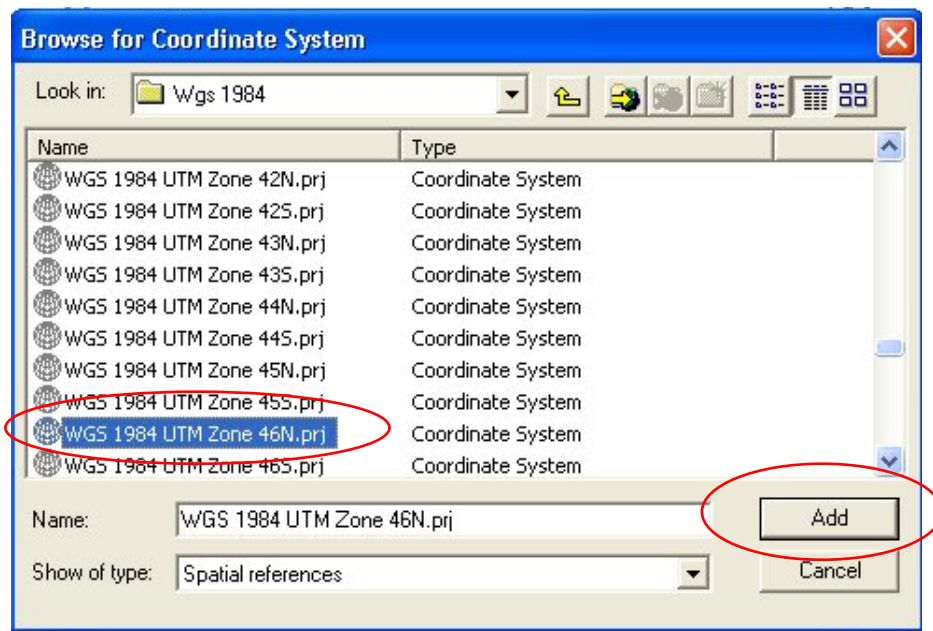 Browse for Coordinate System
Look in: Wgs 1984
Name Type
WGS 1984 UTM Zone 42N.prj Coordinate System
WGS 1984 UTM Zone 42S.prj Coordinate System
WGS 1984 UTM Zone 43N.prj Coordinate System
WGS 1984 UTM Zone 43S.prj Coordinate System
WGS 1984 UTM Zone 44N.prj Coordinate System
WGS 1984 UTM Zone 44S.prj Coordinate System
WGS 1984 UTM Zone 45N.prj Coordinate System
WGS 1984 UTM Zone 45S.prj Coordinate System
WGS 1984 UTM Zone 46N.prj Coordinate System
WGS 1984 UTM Zone 46S.prj Coordinate System
Name: WGS 1984 UTM Zone 46N.prj Add
Show of type: Spatial references Cancel